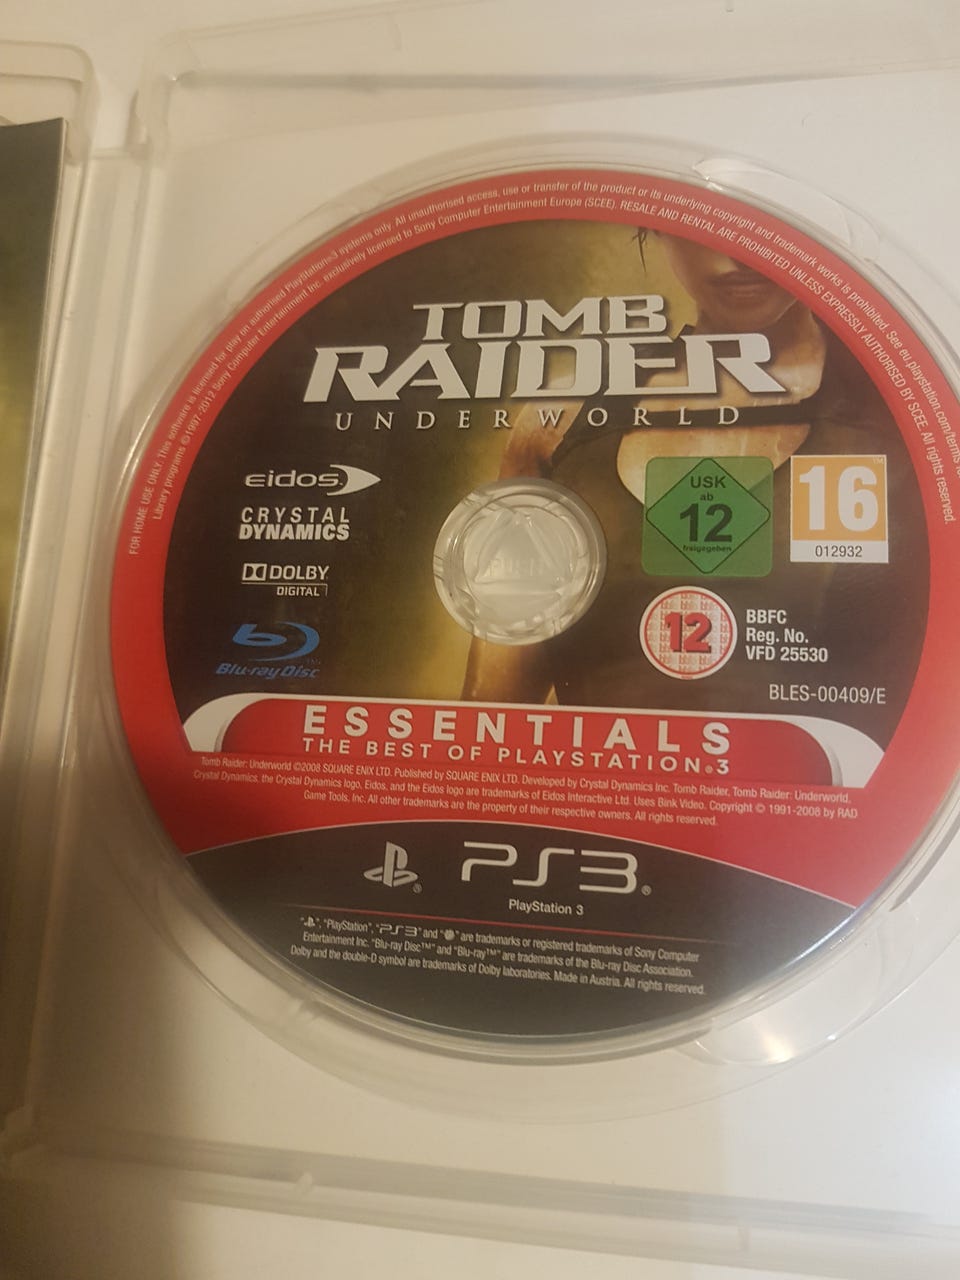 FOR HOME USE ONLY. This software is licensed for play on authorised PlayStation®3 systems only. All unauthorised access, use or transfer of the product or its underlying copyright and trademark works is prohibited. See eu.playstation.com/terms
Library programs ©1997-2012 Sony Computer Entertainment Inc. exclusively licensed to Sony Computer Entertainment Europe (SCEE). RESALE AND RENTAL ARE PROHIBITED UNLESS EXPRESSLY AUTHORISED BY SCEE. All rights reserved.
TOMB
RAIDER
UNDERWORLD
eidos.
CRYSTAL
DYNAMICS
DOLBY
DIGITAL
Blu-ray Disc™
USK
ab
12
freigegeben
16™
012932
12
BBFC
Reg. No.
VFD 25530
BLES-00409/E
PUSH
ESSENTIALS
THE BEST OF PLAYSTATION®3
Tomb Raider: Underworld ©2008 SQUARE ENIX LTD. Published by SQUARE ENIX LTD. Developed by Crystal Dynamics Inc. Tomb Raider, Tomb Raider: Underworld,
Crystal Dynamics, the Crystal Dynamics logo, Eidos, and the Eidos logo are trademarks of Eidos Interactive Ltd. Uses Bink Video. Copyright © 1991-2008 by RAD
Game Tools, Inc. All other trademarks are the property of their respective owners. All rights reserved.
PS3®
PlayStation 3
"", "PlayStation", "PS3" and "" are trademarks or registered trademarks of Sony Computer
Entertainment Inc. "Blu-ray Disc™" and "Blu-ray™" are trademarks of the Blu-ray Disc Association.
Dolby and the double-D symbol are trademarks of Dolby laboratories. Made in Austria. All rights reserved.